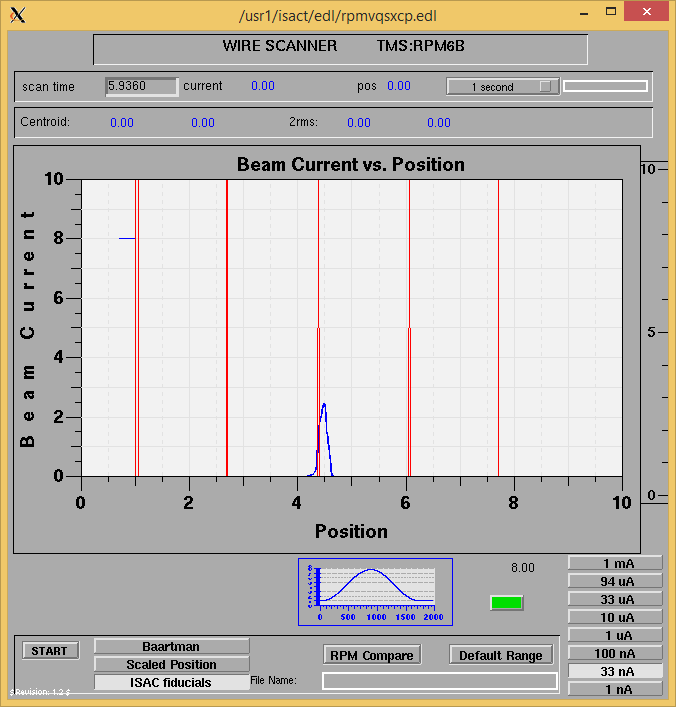 /usr1/isact/edl/rpmvqsxcp.edl
WIRE SCANNER TMS:RPM6B
scan time 5.9360 current 0.00 pos 0.00 1 second
Centroid: 0.00 0.00 2rms: 0.00 0.00
Beam Current vs. Position
Beam Current
10
8
6
4
2
0
0 2 4 6 8 10
Position
10
5
0
8
0 500 1000 1500 2000
8.00
1 mA
94 uA
33 uA
10 uA
1 uA
100 nA
33 nA
1 nA
START
Baartman
Scaled Position
ISAC fiducials
RPM Compare
Default Range
File Name:
$Revision: 1.2 $